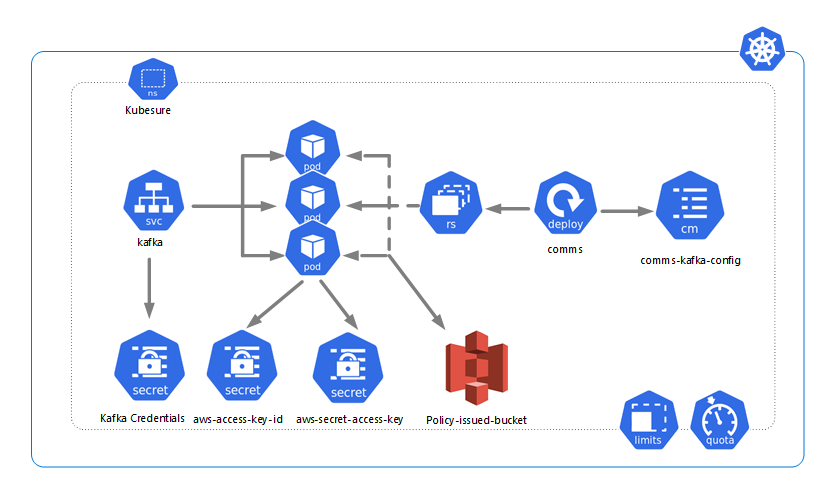 ns
Kubesure
pod
pod
pod
svc
rs
deploy
cm
kafka
comms
comms-kafka-config
secret
secret
secret
Kafka Credentials
aws-access-key-id
aws-secret-access-key
Policy-issued-bucket
limits
quota